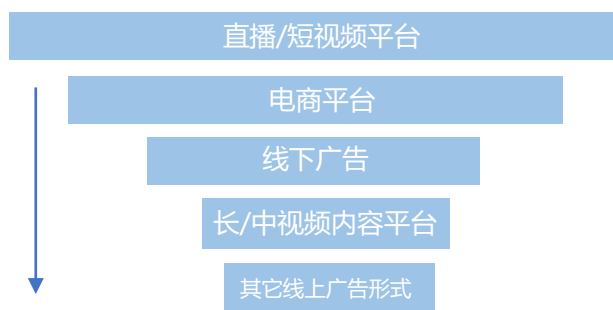 直播/短视频平台
电商平台
线下广告
长/中视频内容平台
其它线上广告形式